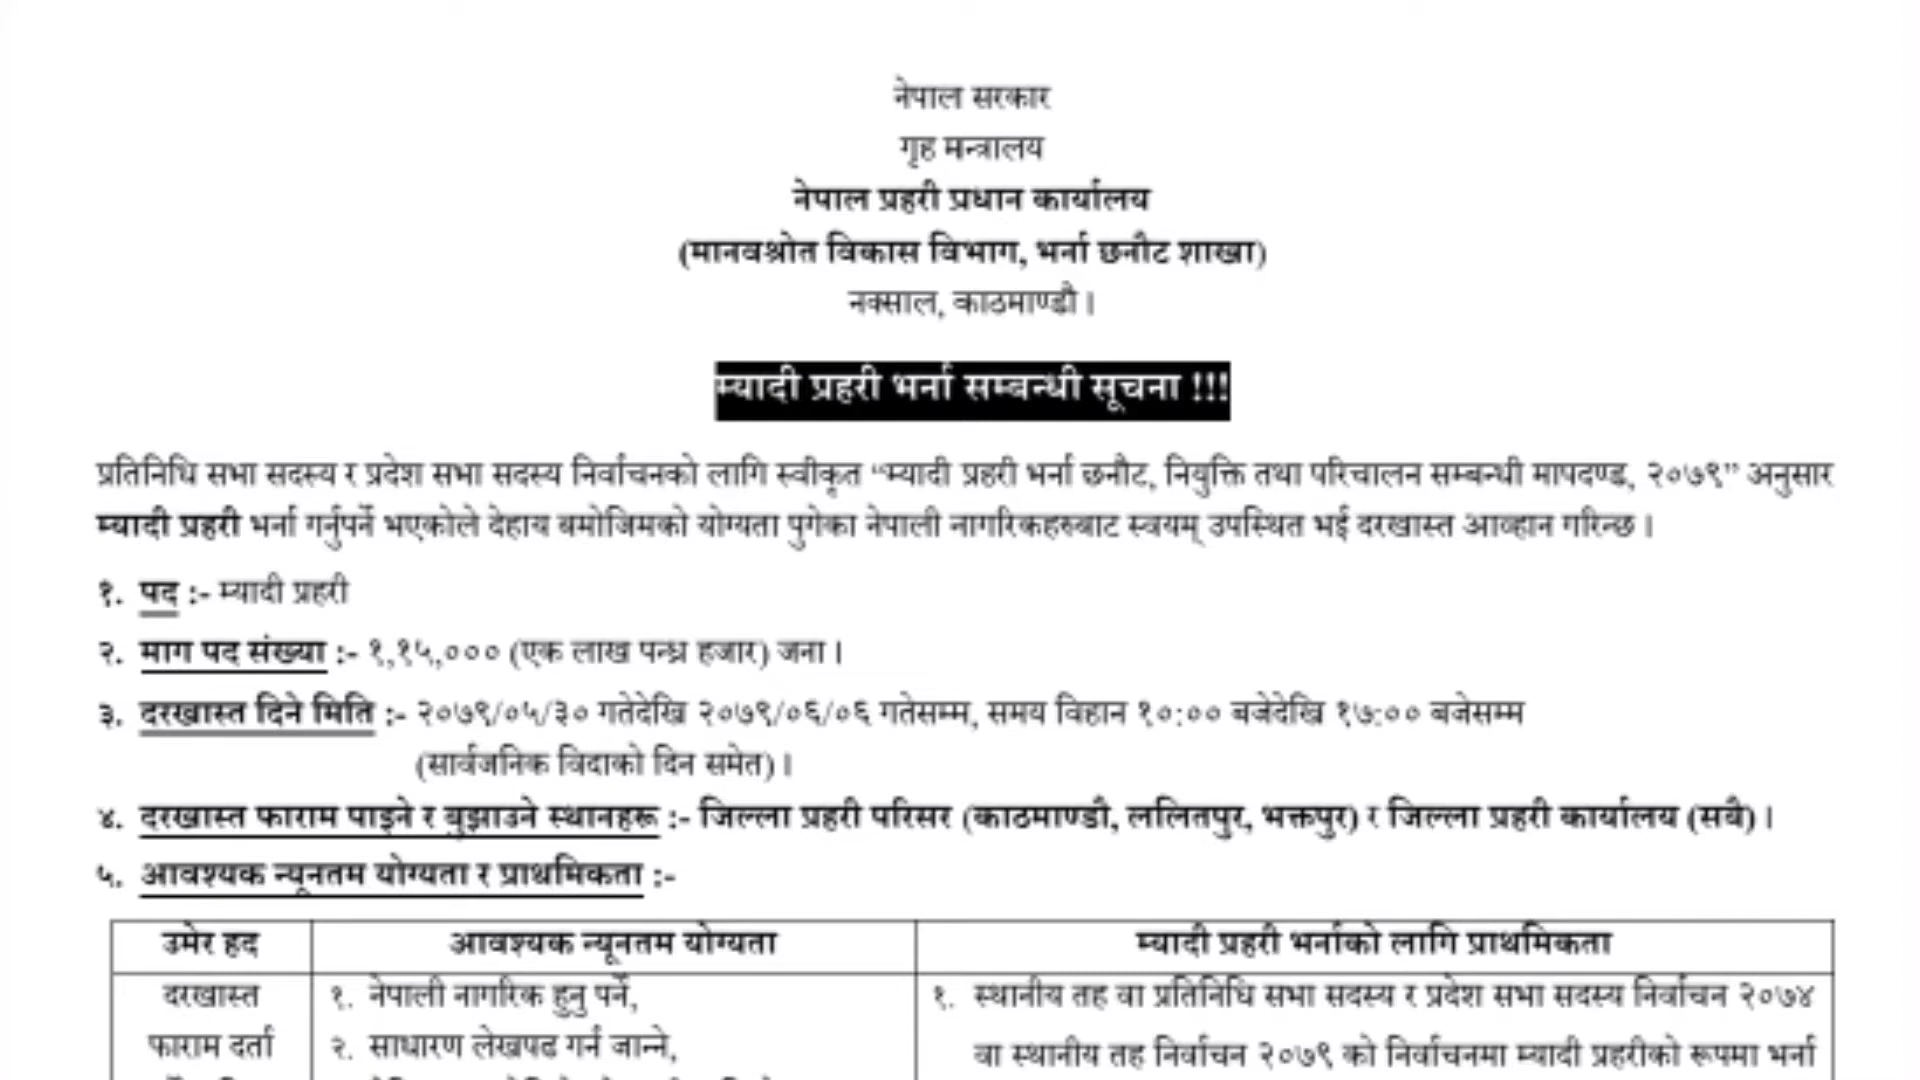 नेपाल सरकार
गृह मन्त्रालय
नेपाल प्रहरी प्रधान कार्यालय
(मानवश्रोत विकास विभाग, भर्ना छनौट शाखा)
नक्साल, काठमाण्डौ ।
म्यादी प्रहरी भर्ना सम्बन्धी सूचना !!!
प्रतिनिधि सभा सदस्य र प्रदेश सभा सदस्य निर्वाचनको लागि स्वीकृत “म्यादी प्रहरी भर्ना छनौट, नियुक्ति तथा परिचालन सम्बन्धी मापदण्ड, २०७९” अनुसार
म्यादी प्रहरी भर्ना गर्नुपर्ने भएकोले देहाय बमोजिमको योग्यता पुगेका नेपाली नागरिकहरुबाट स्वयम् उपस्थित भई दरखास्त आव्हान गरिन्छ ।
१. पद :- म्यादी प्रहरी
२. माग पद संख्या :- १,१५,००० (एक लाख पन्ध्र हजार) जना ।
३. दरखास्त दिने मिति :- २०७९/०५/३० गतेदेखि २०७९/०६/०६ गतेसम्म, समय विहान १०:०० बजेदेखि १७:०० बजेसम्म
(सार्वजनिक विदाको दिन समेत) ।
४. दरखास्त फाराम पाइने र बुझाउने स्थानहरू :- जिल्ला प्रहरी परिसर (काठमाण्डौ, ललितपुर, भक्तपुर) र जिल्ला प्रहरी कार्यालय (सबै) ।
५. आवश्यक न्यूनतम योग्यता र प्राथमिकता :-
उमेर हद आवश्यक न्यूनतम योग्यता म्यादी प्रहरी भर्नाको लागि प्राथमिकता
दरखास्त १. नेपाली नागरिक हुनु पर्ने, १. स्थानीय तह वा प्रतिनिधि सभा सदस्य र प्रदेश सभा सदस्य निर्वाचन २०७४
फाराम दर्ता २. साधारण लेखपढ गर्न जान्ने, वा स्थानीय तह निर्वाचन २०७९ को निर्वाचनमा म्यादी प्रहरीको रूपमा भर्ना